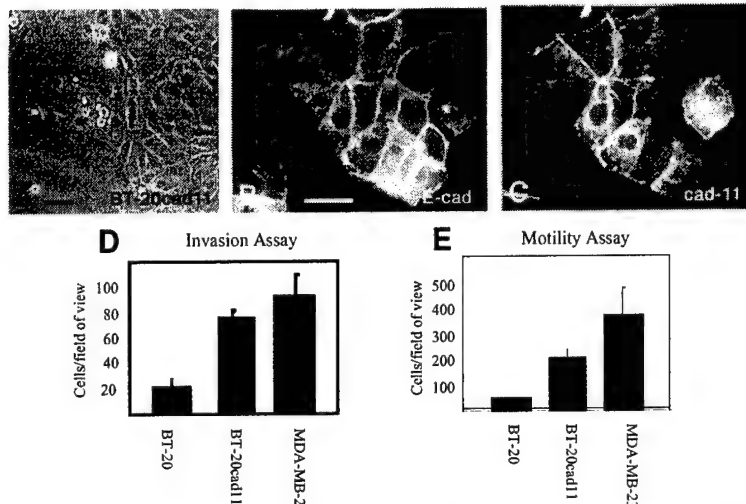 BT-20cad11
B
E-cad
C
cad-11
D
Invasion Assay
E
Motility Assay
Cells/field of view
100
80
60
40
20
BT-20
BT-20cad11
Cells/field of view
500
400
300
200
100
BT-20
BT-20cad11